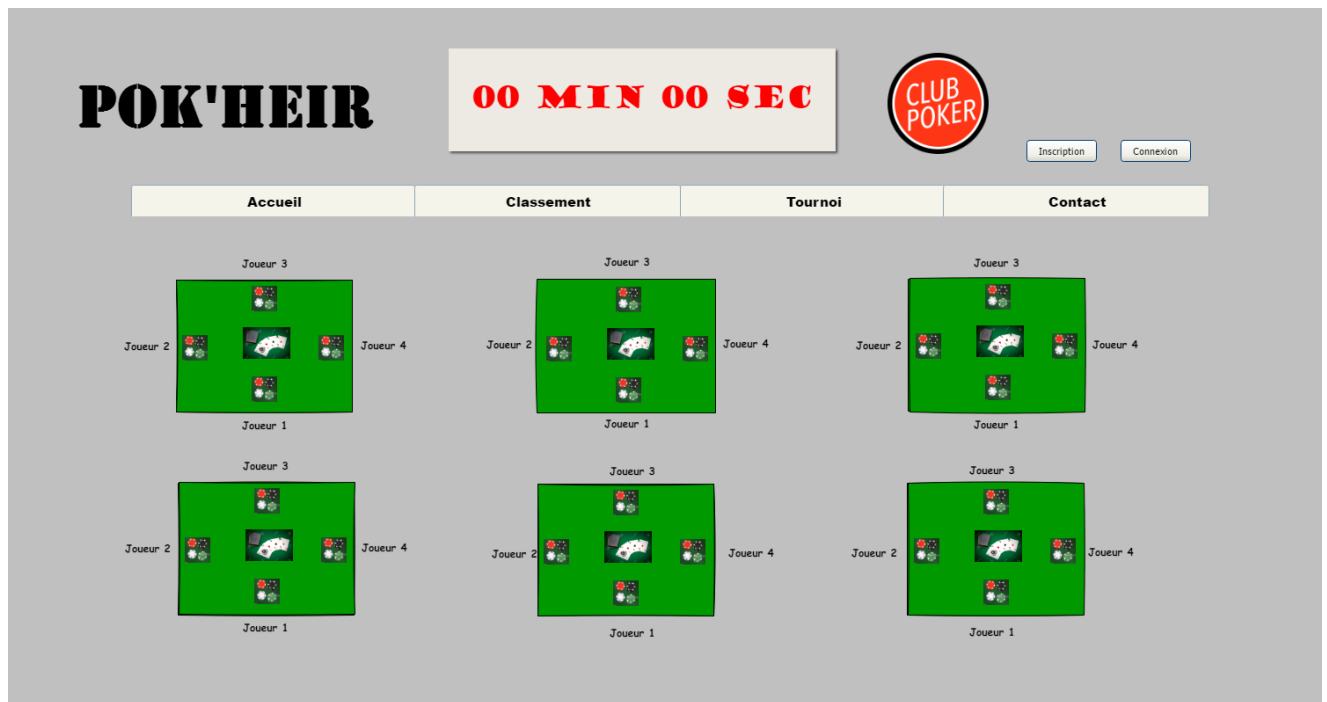 POK'HEIR
00 MIN 00 SEC
CLUB
POKER
Inscription
Connexion
Accueil
Classement
Tournoi
Contact
Joueur 3
Joueur 2
Joueur 4
Joueur 1
Joueur 3
Joueur 2
Joueur 4
Joueur 1
Joueur 3
Joueur 2
Joueur 4
Joueur 1
Joueur 3
Joueur 2
Joueur 4
Joueur 1
Joueur 3
Joueur 2
Joueur 4
Joueur 1
Joueur 3
Joueur 2
Joueur 4
Joueur 1